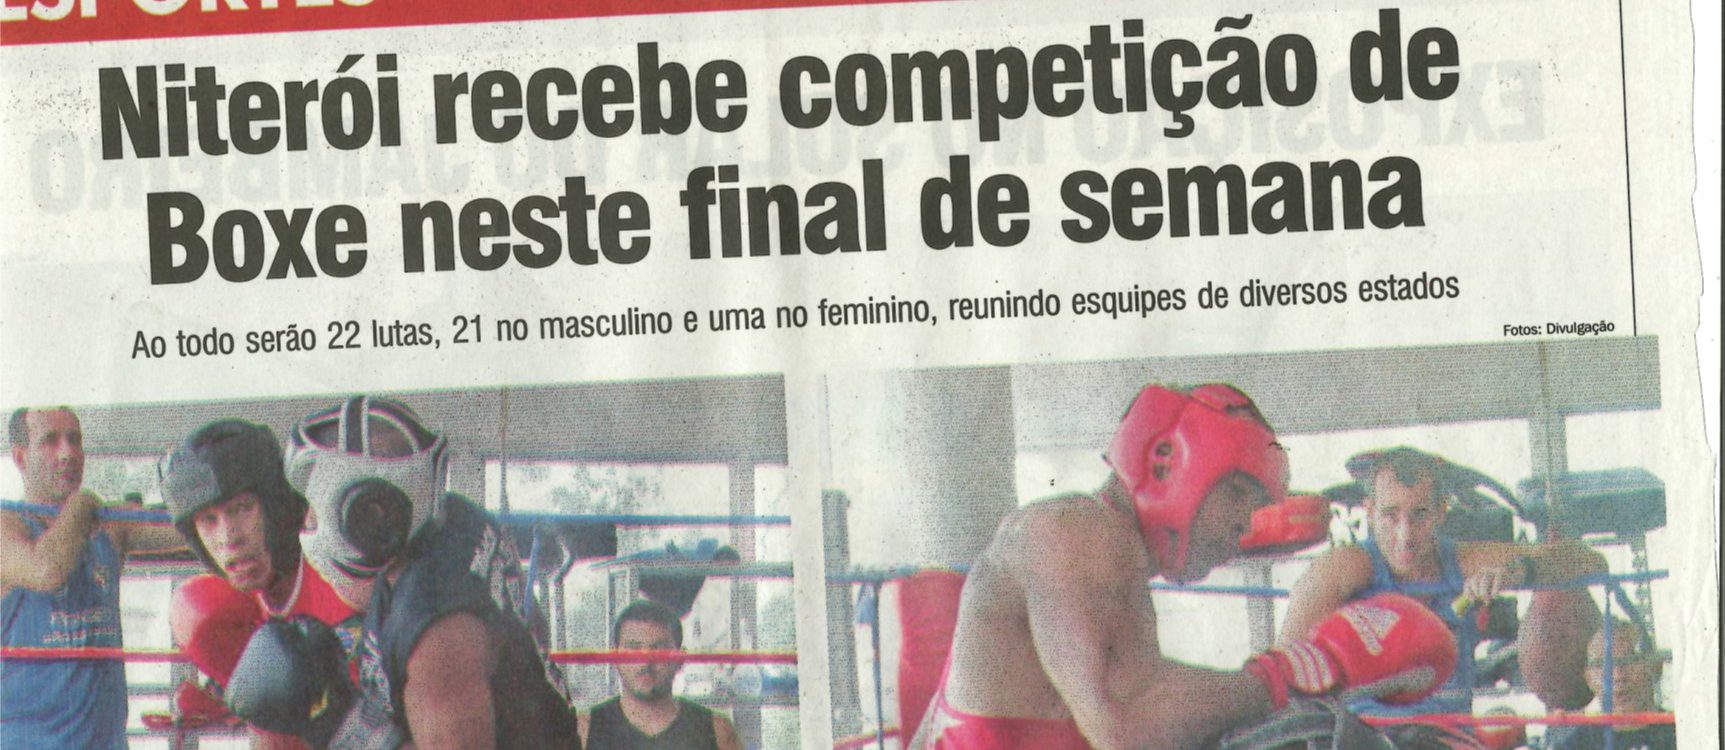 ESPORTES
Niterói recebe competição de
Boxe neste final de semana
Ao todo serão 22 lutas, 21 no masculino e uma no feminino, reunindo esquipes de diversos estados
Fotos: Divulgação